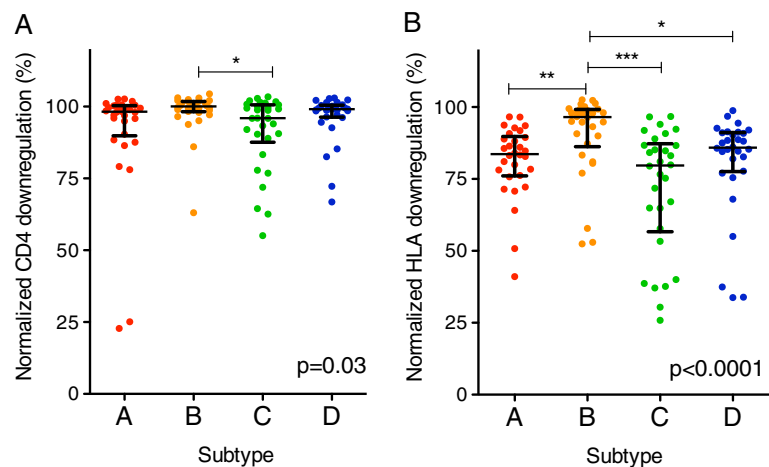 A
Normalized CD4 downregulation (%)
100
75
50
25
0
*
p=0.03
A B C D
Subtype
B
Normalized HLA downregulation (%)
100
75
50
25
0
*
** ***
p<0.0001
A B C D
Subtype